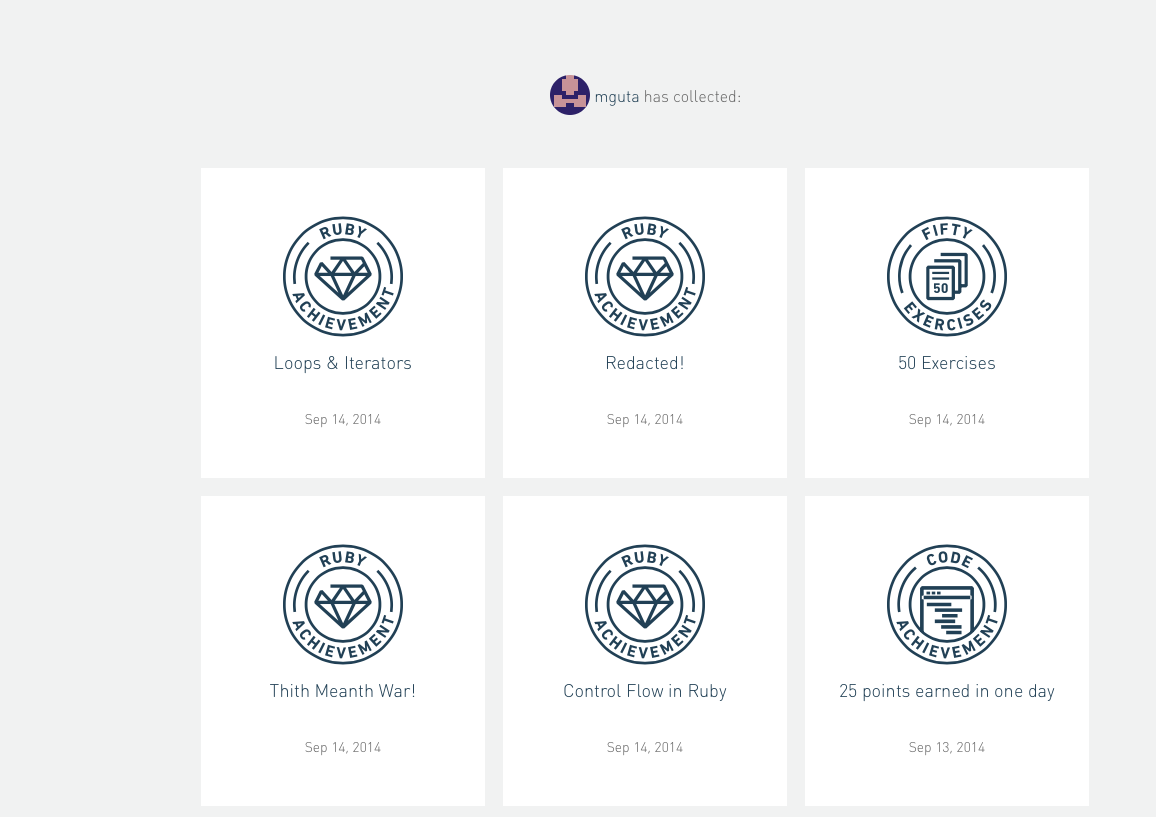 mguta has collected:
RUBY
ACHIEVEMENT
Loops & Iterators
Sep 14, 2014
RUBY
ACHIEVEMENT
Redacted!
Sep 14, 2014
FIFTY
50
EXERCISES
50 Exercises
Sep 14, 2014
RUBY
ACHIEVEMENT
Thith Meanth War!
Sep 14, 2014
RUBY
ACHIEVEMENT
Control Flow in Ruby
Sep 14, 2014
CODE
ACHIEVEMENT
25 points earned in one day
Sep 13, 2014